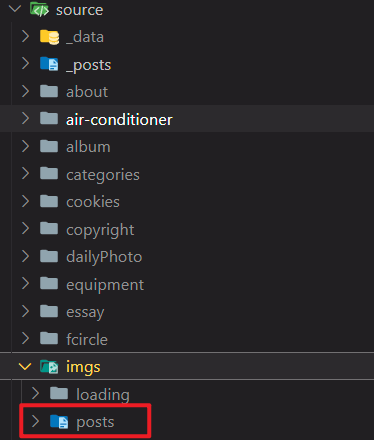 source
_data
_posts
about
air-conditioner
album
categories
cookies
copyright
dailyPhoto
equipment
essay
fcircle
imgs
loading
posts